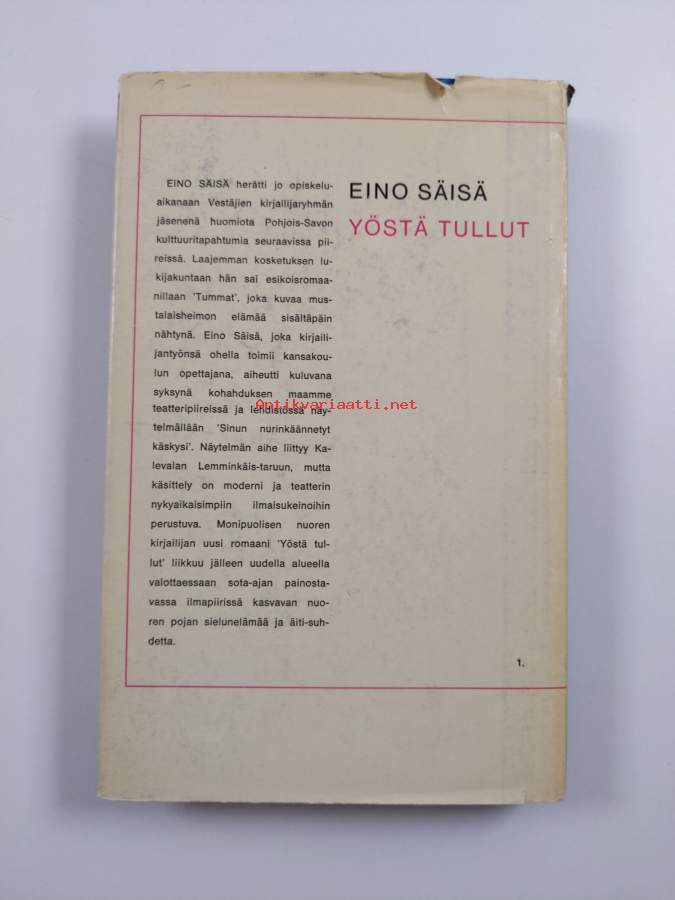 EINO SÄISÄ herätti jo opiskelu-
aikanaan Vestäjien kirjailijaryhmän
jäsenenä huomiota Pohjois-Savon
kulttuuritapahtumia seuraavissa pii-
reissä. Laajemman kosketuksen lu-
kijakuntaan hän sai esikoisromaa-
nillaan 'Tummat', joka kuvaa mus-
talaisheimon elämää sisältäpäin
nähtynä. Eino Säisä, joka kirjaili-
jantyönsä ohella toimii kansakou-
lun opettajana, aiheutti kuluvana
syksynä kohahduksen maamme
teatteripiireissä ja lehdistössä näy-
telmällään 'Sinun nurinkäännetyt
käskysi'. Näytelmän aihe liittyy Ka-
levalan Lemminkäis-taruun, mutta
käsittely on moderni ja teatterin
nykyaikaisimpiin ilmaisukeinoihin
perustuva. Monipuolisen nuoren
kirjailijan uusi romaani 'Yöstä tul-
lut' liikkuu jälleen uudella alueella
valottaessaan sota-ajan painosta-
vassa ilmapiirissä kasvavan nuo-
ren pojan sielunelämää ja äiti-suh-
detta.
EINO SÄISÄ
YÖSTÄ TULLUT
1.
Antikvariaatti.net